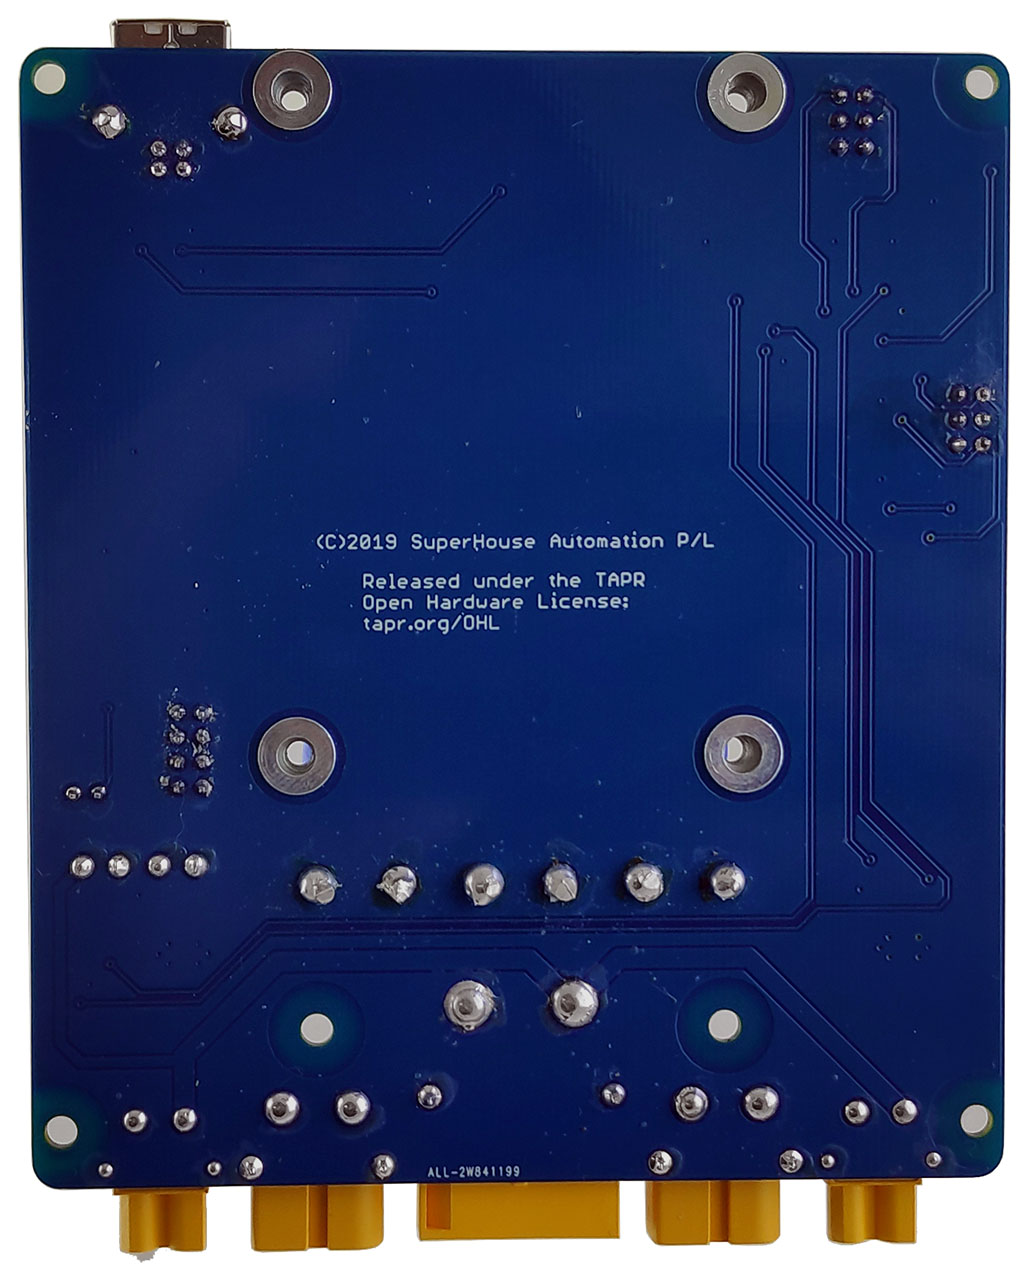 (C)2019 SuperHouse Automation P/L
Released under the TAPR
Open Hardware License:
tapr.org/OHL
ALL-2W841199